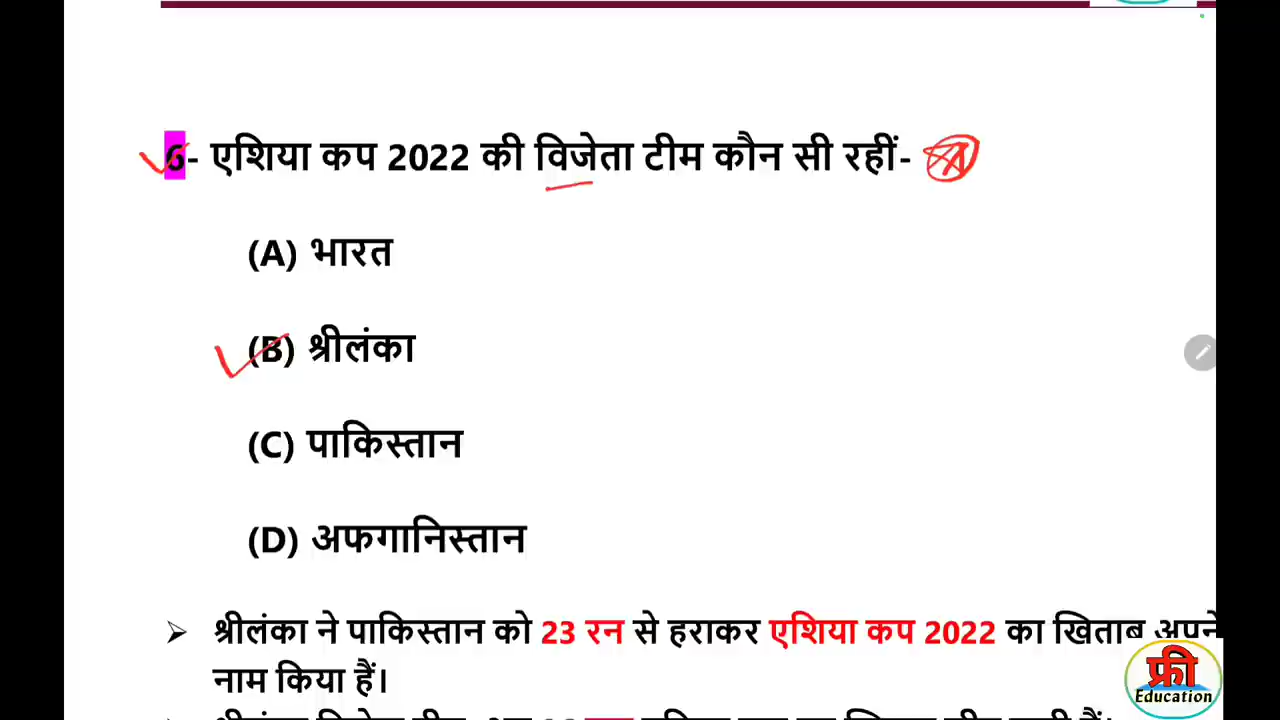 6- एशिया कप 2022 की विजेता टीम कौन सी रहीं-
(A) भारत
(B) श्रीलंका
(C) पाकिस्तान
(D) अफगानिस्तान
➢ श्रीलंका ने पाकिस्तान को 23 रन से हराकर एशिया कप 2022 का खिताब अपने
नाम किया हैं।
फ्री
Education